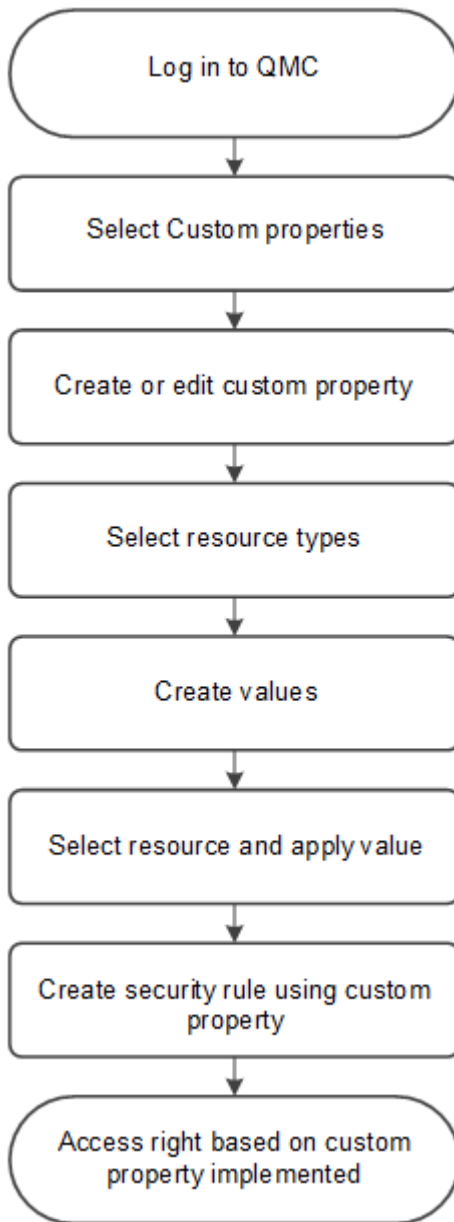 Log in to QMC
Select Custom properties
Create or edit custom property
Select resource types
Create values
Select resource and apply value
Create security rule using custom
property
Access right based on custom
property implemented